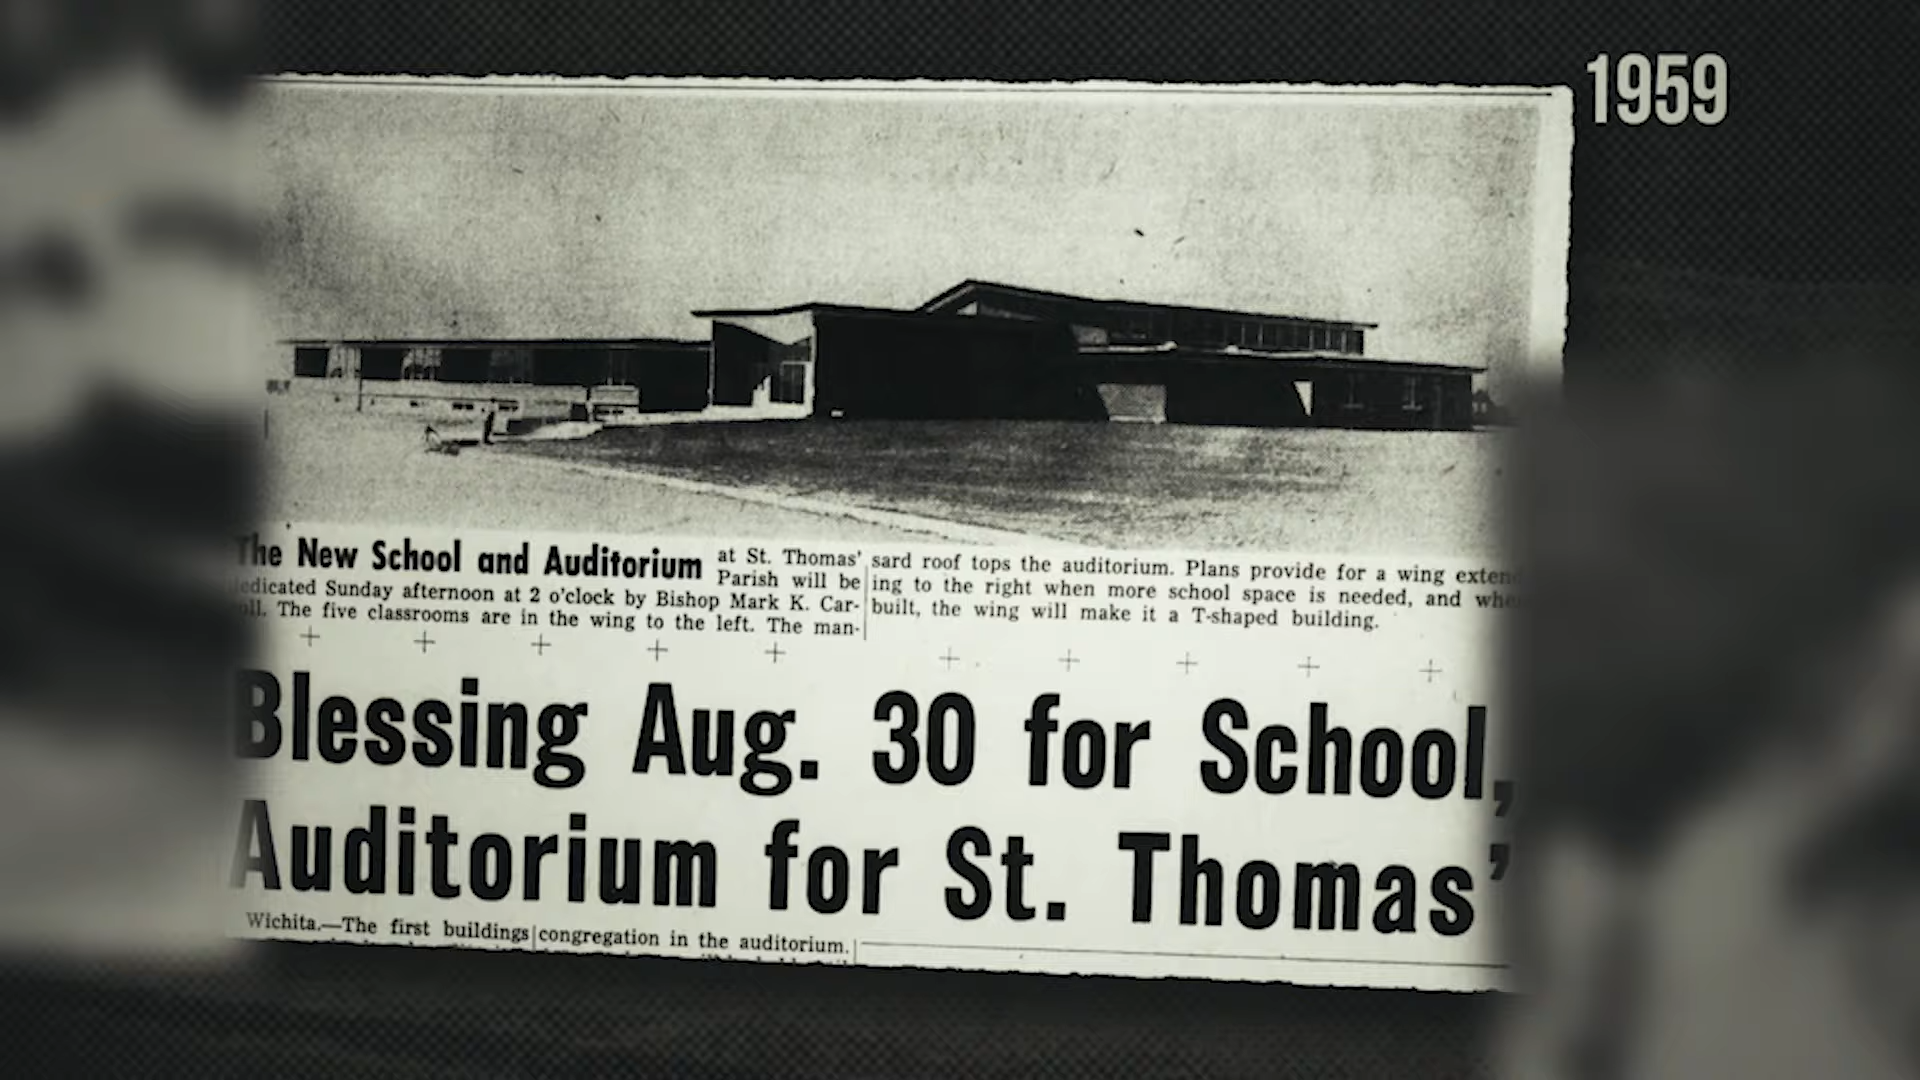 1959
The New School and Auditorium at St. Thomas'
Parish will be
dedicated Sunday afternoon at 2 o'clock by Bishop Mark K. Car-
roll. The five classrooms are in the wing to the left. The man-
sard roof tops the auditorium. Plans provide for a wing extend
ing to the right when more school space is needed, and when
built, the wing will make it a T-shaped building.
Blessing Aug. 30 for School,
Auditorium for St. Thomas'
Wichita.—The first buildings
congregation in the auditorium.